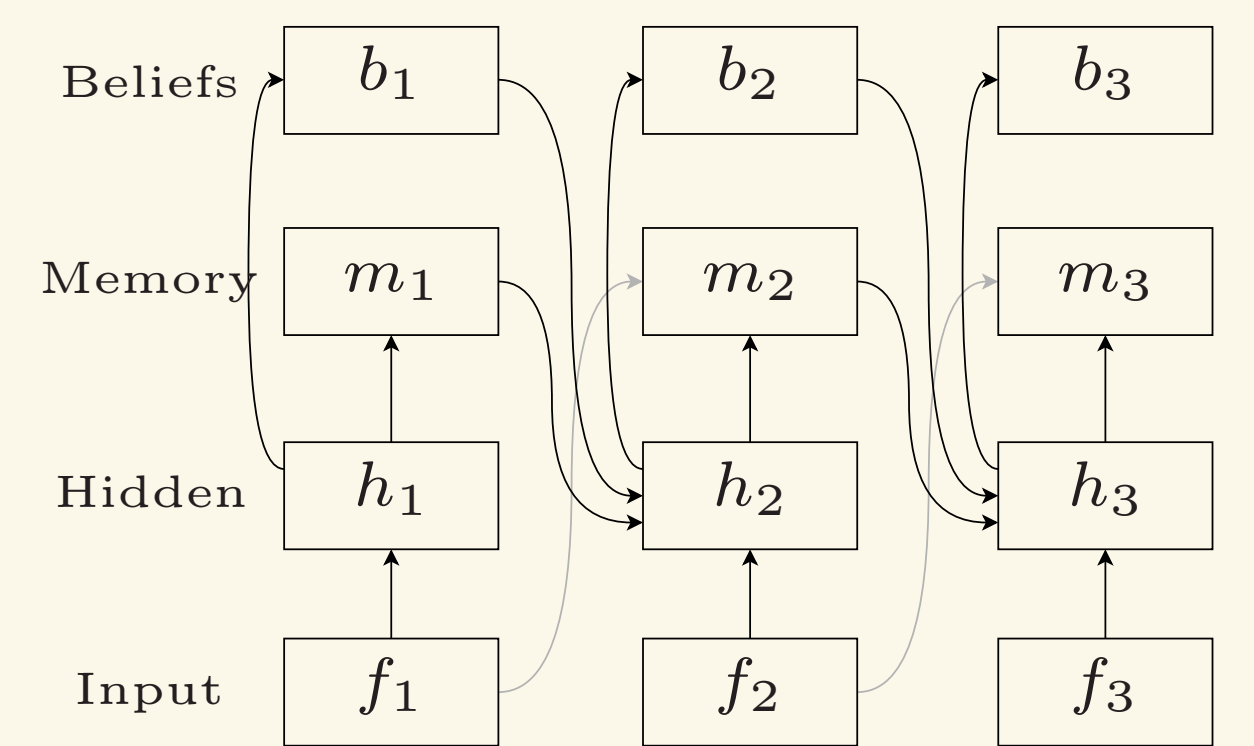 Beliefs b₁ b₂ b₃
Memory m₁ m₂ m₃
Hidden h₁ h₂ h₃
Input f₁ f₂ f₃